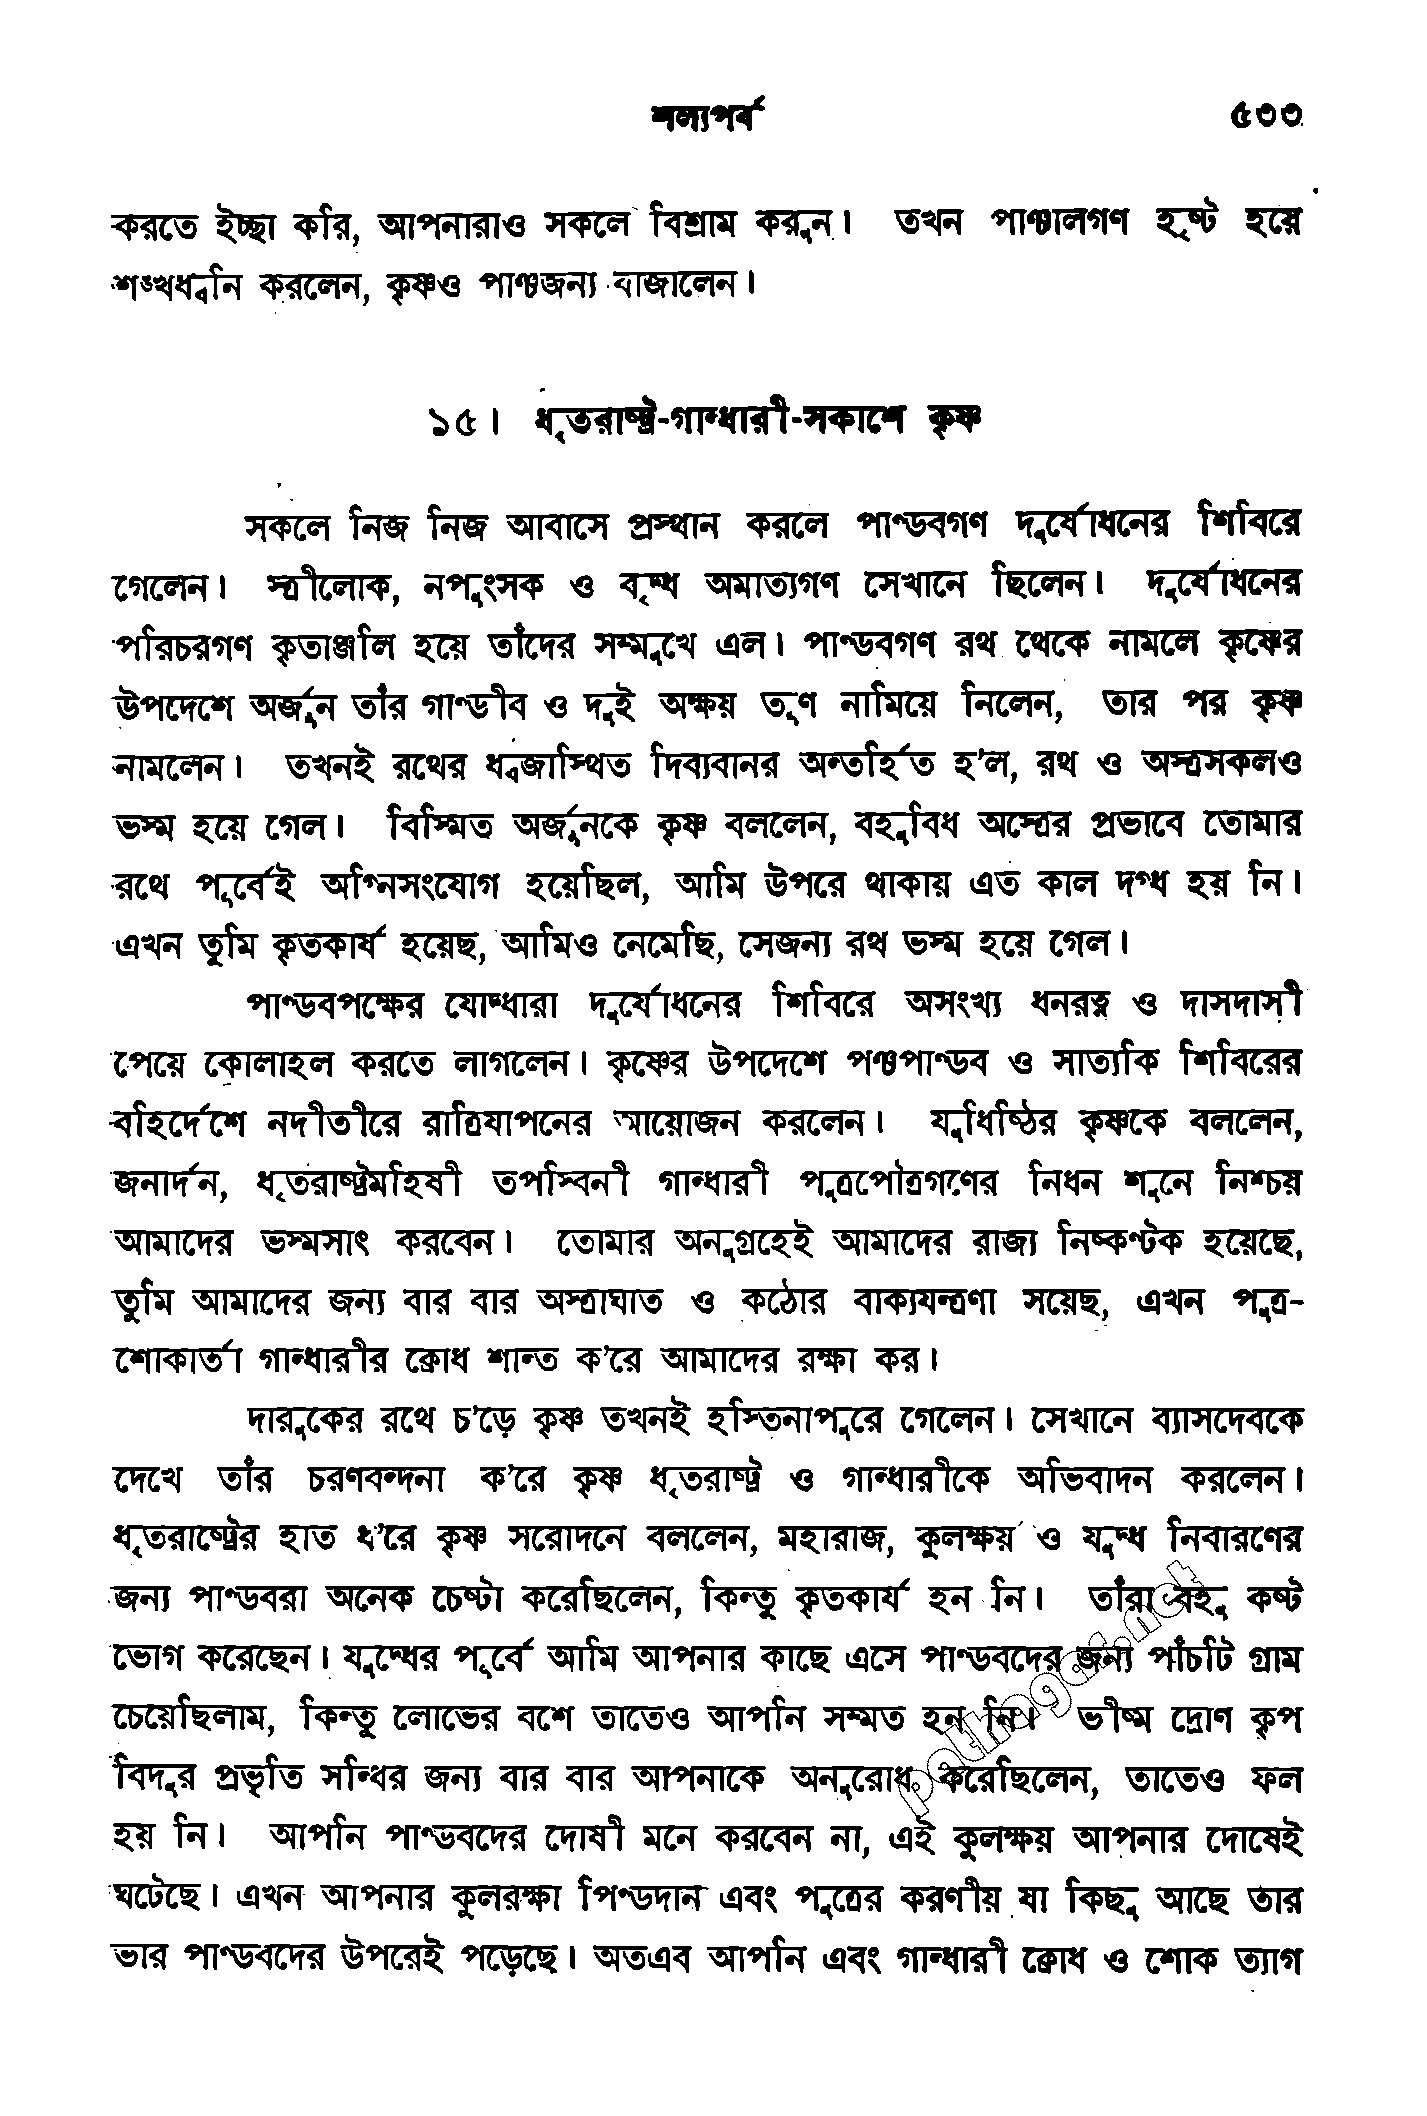 শল্যপর্ব ৫৩৩
করতে ইচ্ছা করি, আপনারাও সকলে বিশ্রাম করুন। তখন পাঞ্চালগণ হৃষ্ট হয়ে
শঙ্খধ্বনি করলেন, কৃষ্ণও পাঞ্চজন্য বাজালেন।
১৫। ধৃতরাষ্ট্র-গান্ধারী-সকাশে কৃষ্ণ
সকলে নিজ নিজ আবাসে প্রস্থান করলে পাণ্ডবগণ দুর্যোধনের শিবিরে
গেলেন। স্ত্রীলোক, নপুংসক ও বৃদ্ধ অমাত্যগণ সেখানে ছিলেন। দুর্যোধনের
পরিচরগণ কৃতাঞ্জলি হয়ে তাঁদের সম্মুখে এল। পাণ্ডবগণ রথ থেকে নামলে কৃষ্ণের
উপদেশে অর্জুন তাঁর গাণ্ডীব ও দুই অক্ষয় তূণ নামিয়ে নিলেন, তার পর কৃষ্ণ
নামলেন। তখনই রথের ধ্বজাস্থিত দিব্যবানর অন্তর্হিত হ’ল, রথ ও অস্ত্রসকলও
ভস্ম হয়ে গেল। বিস্মিত অর্জুনকে কৃষ্ণ বললেন, বহুবিধ অস্ত্রের প্রভাবে তোমার
রথে পূর্বেই অগ্নিসংযোগ হয়েছিল, আমি উপরে থাকায় এত কাল দগ্ধ হয় নি।
এখন তুমি কৃতকার্য হয়েছ, আমিও নেমেছি, সেজন্য রথ ভস্ম হয়ে গেল।
পাণ্ডবপক্ষের যোদ্ধারা দুর্যোধনের শিবিরে অসংখ্য ধনরত্ন ও দাসদাসী
পেয়ে কোলাহল করতে লাগলেন। কৃষ্ণের উপদেশে পঞ্চপাণ্ডব ও সাত্যকি শিবিরের
বহির্দেশে নদীতীরে রাত্রিযাপনের আয়োজন করলেন। যুধিষ্ঠির কৃষ্ণকে বললেন,
জনার্দন, ধৃতরাষ্ট্রমহিষী তপস্বিনী গান্ধারী পুত্রপৌত্রগণের নিধন শুনে নিশ্চয়
আমাদের ভস্মসাৎ করবেন। তোমার অনুগ্রহেই আমাদের রাজ্য নিষ্কণ্টক হয়েছে,
তুমি আমাদের জন্য বার বার অস্ত্রাঘাত ও কঠোর বাক্যযন্ত্রণা সয়েছ, এখন পুত্র-
শোকার্তা গান্ধারীর ক্রোধ শান্ত ক’রে আমাদের রক্ষা কর।
দারুকের রথে চ’ড়ে কৃষ্ণ তখনই হস্তিনাপুরে গেলেন। সেখানে ব্যাসদেবকে
দেখে তাঁর চরণবন্দনা ক’রে কৃষ্ণ ধৃতরাষ্ট্র ও গান্ধারীকে অভিবাদন করলেন।
ধৃতরাষ্ট্রের হাত ধ’রে কৃষ্ণ সরোদনে বললেন, মহারাজ, কুলক্ষয় ও যুদ্ধ নিবারণের
জন্য পাণ্ডবরা অনেক চেষ্টা করেছিলেন, কিন্তু কৃতকার্য হন নি। তাঁরা বহু কষ্ট
ভোগ করেছেন। যুদ্ধের পূর্বে আমি আপনার কাছে এসে পাণ্ডবদের জন্য পাঁচটি গ্রাম
চেয়েছিলাম, কিন্তু লোভের বশে তাতেও আপনি সম্মত হন নি। ভীষ্ম দ্রোণ কৃপ
বিদুর প্রভৃতি সন্ধির জন্য বার বার আপনাকে অনুরোধ করেছিলেন, তাতেও ফল
হয় নি। আপনি পাণ্ডবদের দোষী মনে করবেন না, এই কুলক্ষয় আপনার দোষেই
ঘটেছে। এখন আপনার কুলরক্ষা পিণ্ডদান এবং পুত্রের করণীয় যা কিছু আছে তার
ভার পাণ্ডবদের উপরেই পড়েছে। অতএব আপনি এবং গান্ধারী ক্রোধ ও শোক ত্যাগ
pathagar.net